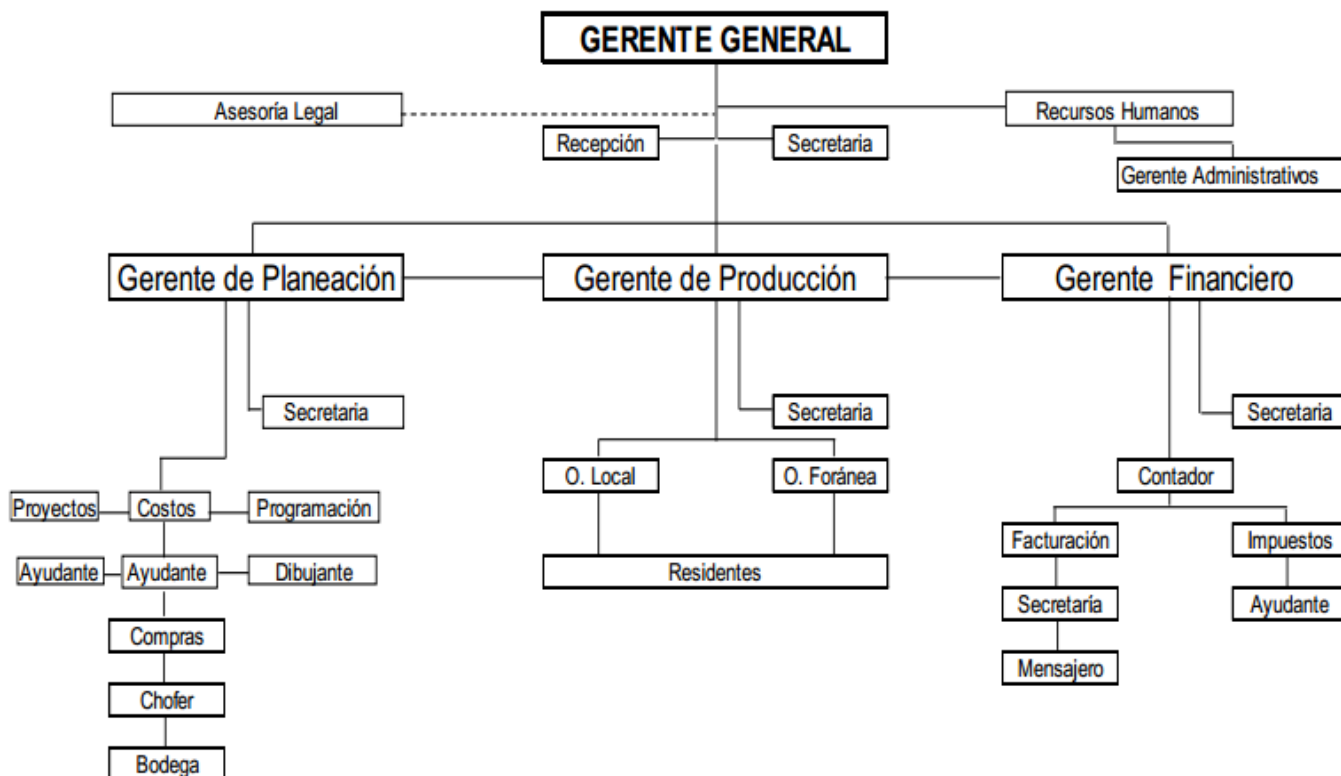 GERENTE GENERAL
Asesoría Legal
Recursos Humanos
Recepción
Secretaria
Gerente Administrativos
Gerente de Planeación
Gerente de Producción
Gerente Financiero
Secretaria
Secretaria
Secretaria
O. Local
O. Foránea
Contador
Proyectos
Costos
Programación
Facturación
Impuestos
Ayudante
Ayudante
Dibujante
Residentes
Secretaría
Ayudante
Compras
Mensajero
Chofer
Bodega